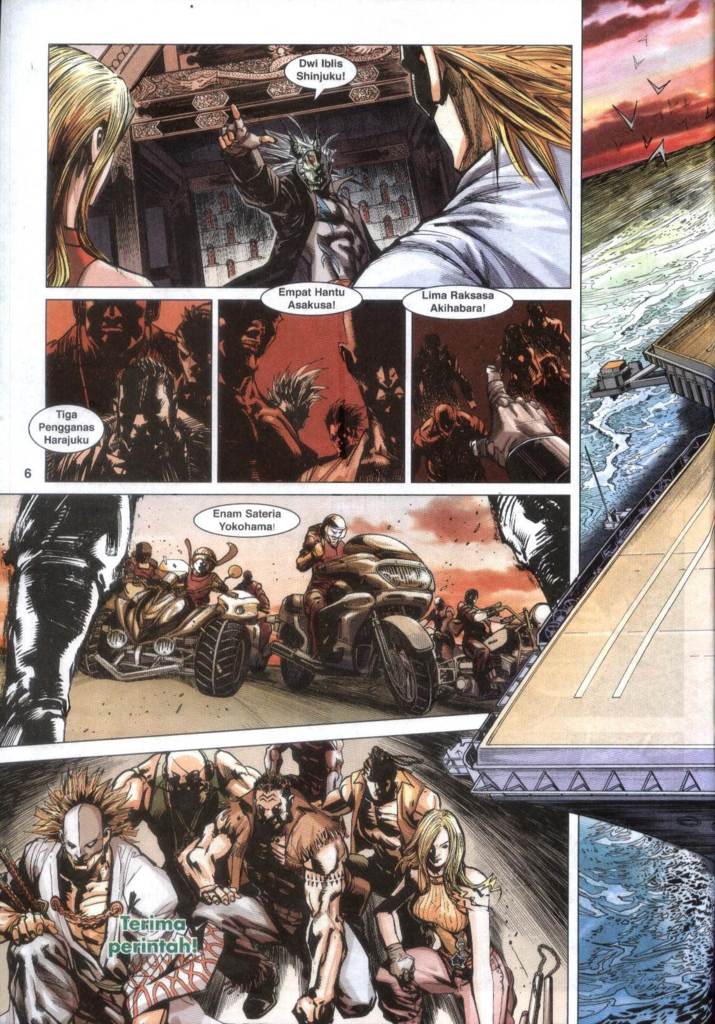 Dwi Iblis
Shinjuku!
Empat Hantu
Asakusa!
Lima Raksasa
Akihabara!
Tiga
Pengganas
Harajuku
6
Enam Sateria
Yokohama!
Terima
perintah!